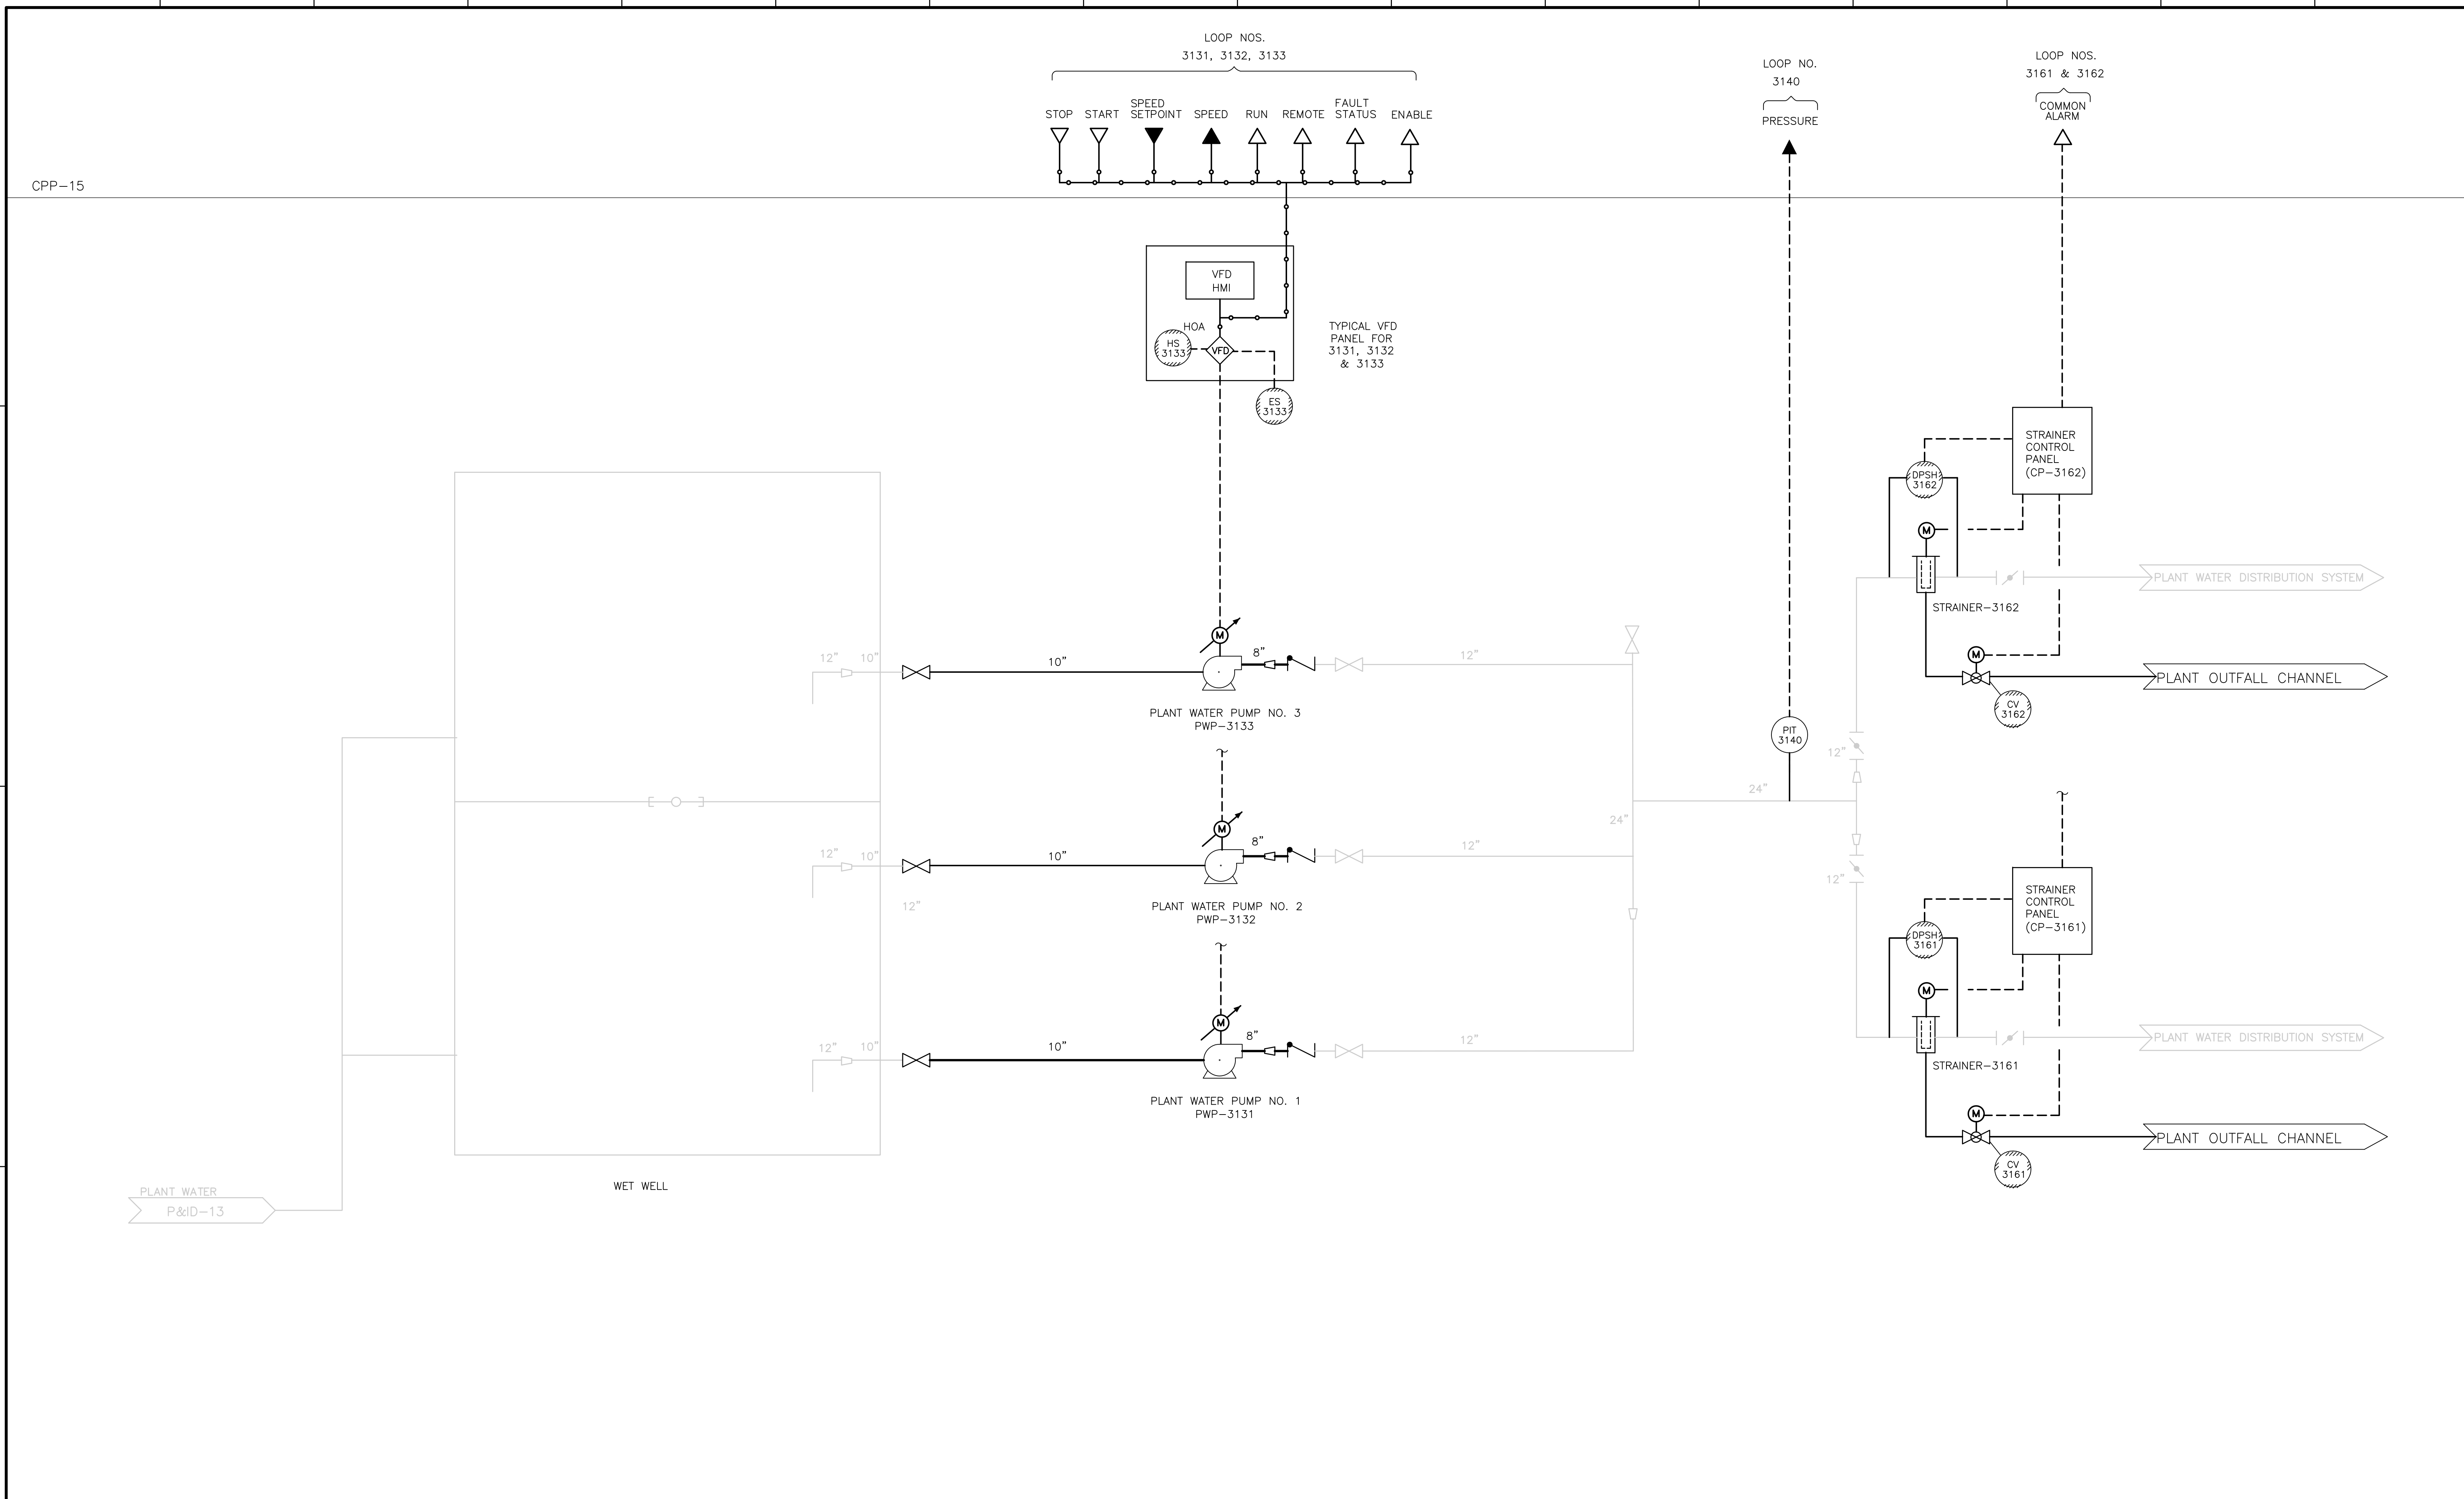 LOOP NOS.
3131, 3132, 3133
LOOP NO.
3140
LOOP NOS.
3161 & 3162
STOP
START
SPEED
SETPOINT
SPEED
RUN
REMOTE
FAULT
STATUS
ENABLE
PRESSURE
COMMON
ALARM
CPP-15
VFD
HMI
HOA
HS
3133
VFD
ES
3133
TYPICAL VFD
PANEL FOR
3131, 3132
& 3133
STRAINER
CONTROL
PANEL
(CP-3162)
DPSH
3162
M
PLANT WATER DISTRIBUTION SYSTEM
STRAINER-3162
M
PLANT OUTFALL CHANNEL
CV
3162
12"
10"
10"
M
8"
12"
PLANT WATER PUMP NO. 3
PWP-3133
PIT
3140
12"
24"
24"
12"
12"
10"
12"
10"
M
8"
12"
PLANT WATER PUMP NO. 2
PWP-3132
STRAINER
CONTROL
PANEL
(CP-3161)
DPSH
3161
M
PLANT WATER DISTRIBUTION SYSTEM
STRAINER-3161
M
PLANT OUTFALL CHANNEL
CV
3161
12"
10"
10"
M
8"
12"
PLANT WATER PUMP NO. 1
PWP-3131
WET WELL
PLANT WATER
P&ID-13